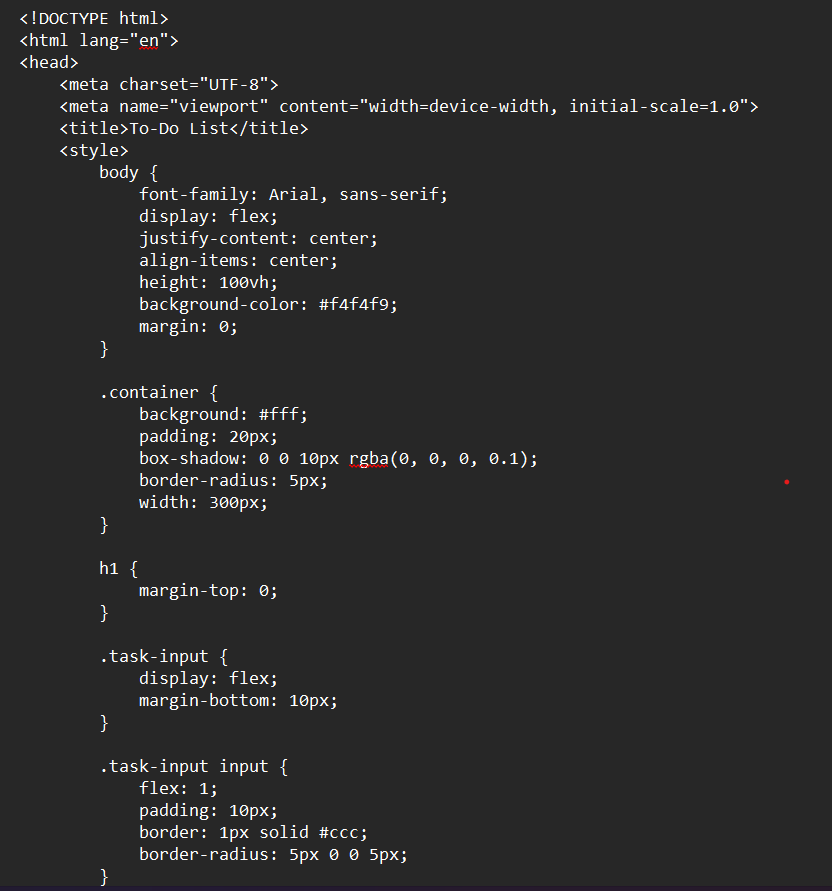 <!DOCTYPE html>
<html lang="en">
<head>
    <meta charset="UTF-8">
    <meta name="viewport" content="width=device-width, initial-scale=1.0">
    <title>To-Do List</title>
    <style>
        body {
            font-family: Arial, sans-serif;
            display: flex;
            justify-content: center;
            align-items: center;
            height: 100vh;
            background-color: #f4f4f9;
            margin: 0;
        }

        .container {
            background: #fff;
            padding: 20px;
            box-shadow: 0 0 10px rgba(0, 0, 0, 0.1);
            border-radius: 5px;
            width: 300px;
        }

        h1 {
            margin-top: 0;
        }

        .task-input {
            display: flex;
            margin-bottom: 10px;
        }

        .task-input input {
            flex: 1;
            padding: 10px;
            border: 1px solid #ccc;
            border-radius: 5px 0 0 5px;
        }